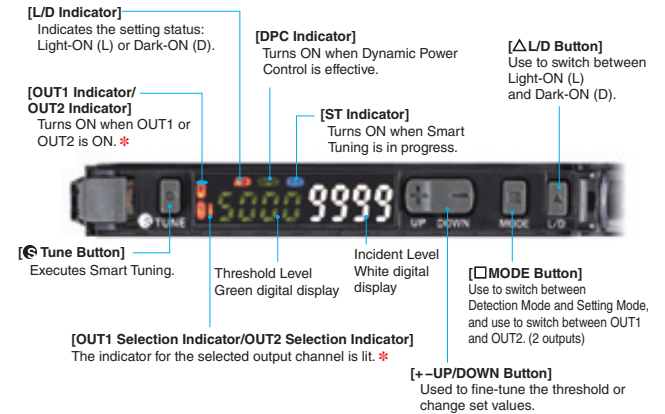 [L/D Indicator]
Indicates the setting status:
Light-ON (L) or Dark-ON (D).
[DPC Indicator]
Turns ON when Dynamic Power
Control is effective.
[△L/D Button]
Use to switch between
Light-ON (L)
and Dark-ON (D).
[OUT1 Indicator/
OUT2 Indicator]
Turns ON when OUT1 or
OUT2 is ON. *
[ST Indicator]
Turns ON when Smart
Tuning is in progress.
5000 9999
TUNE
UP DOWN
MODE
L/D
[Tune Button]
Executes Smart Tuning.
Threshold Level
Green digital display
Incident Level
White digital
display
[□MODE Button]
Use to switch between
Detection Mode and Setting Mode,
and use to switch between OUT1
and OUT2. (2 outputs)
[OUT1 Selection Indicator/OUT2 Selection Indicator]
The indicator for the selected output channel is lit. *
[+ –UP/DOWN Button]
Used to fine-tune the threshold or
change set values.